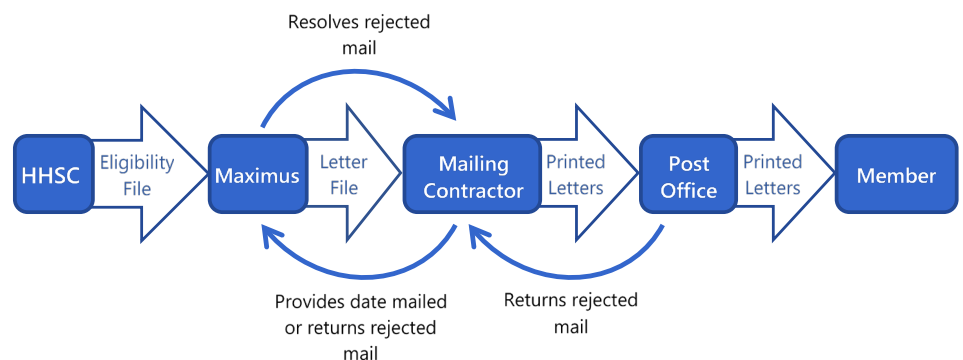 Resolves rejected
mail
HHSC
Eligibility
File
Maximus
Letter
File
Mailing
Contractor
Printed
Letters
Post
Office
Printed
Letters
Member
Provides date mailed
or returns rejected
mail
Returns rejected
mail